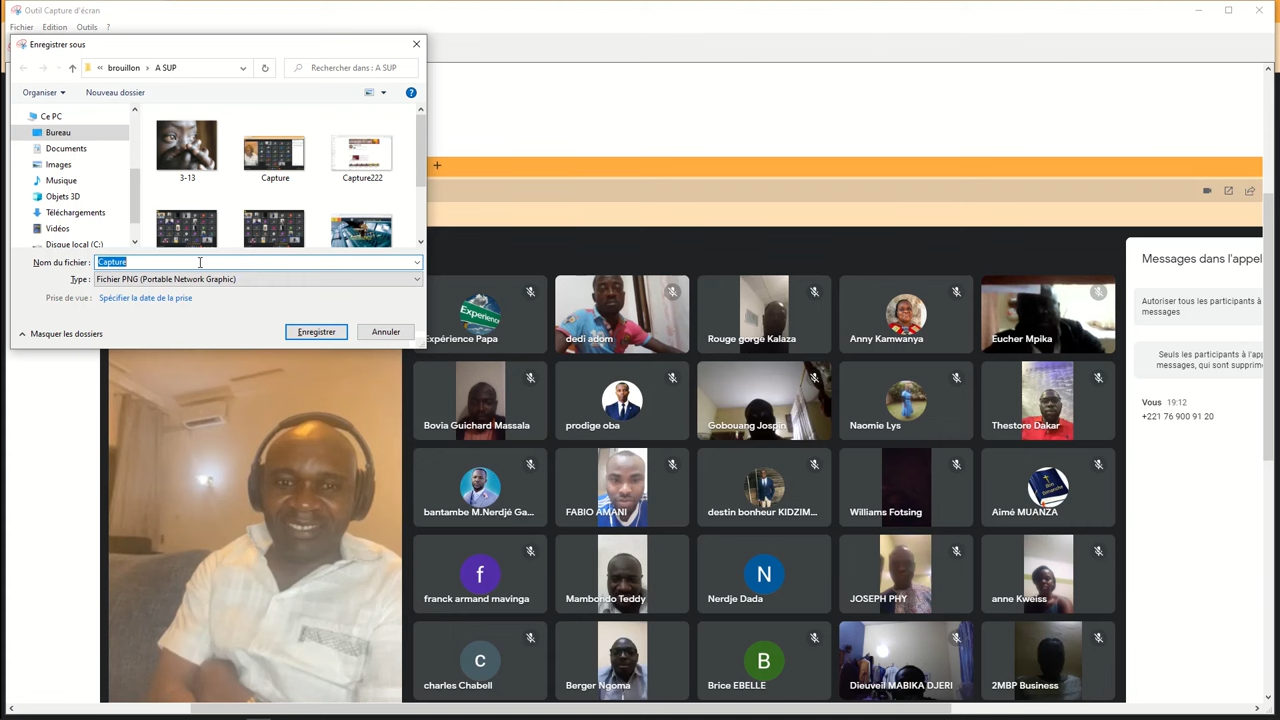 Outil Capture d'écran
Fichier Edition Outils ?
Enregistrer sous
« brouillon › A SUP
Rechercher dans : A SUP
Organiser Nouveau dossier
Ce PC
Bureau
Documents
Images
Musique
Objets 3D
Téléchargements
Vidéos
Disque local (C:)
3-13 Capture Capture222
Nom du fichier : Capture
Type : Fichier PNG (Portable Network Graphic)
Prise de vue : Spécifier la date de la prise
Masquer les dossiers
Enregistrer Annuler
Experience
Expérience Papa
dedi adom
Rouge gorge Kalaza
Anny Kamwanya
Eucher Mpika
Bovia Guichard Massala
prodige oba
Gobouang Jospin
Naomie Lys
Thestore Dakar
bantambe M.Nerdjé Ga...
FABIO AMANI
destin bonheur KIDZIM...
Williams Fotsing
Aimé MUANZA
f
franck armand mavinga
Mambondo Teddy
N
Nerdje Dada
JOSEPH PHY
anne Kweiss
c
charles Chabell
Berger Ngoma
B
Brice EBELLE
Dieuveil MABIKA DJERI
2MBP Business
Messages dans l'appel
Autoriser tous les participants à
messages
Seuls les participants à l'app
messages, qui sont supprimé
Vous 19:12
+221 76 900 91 20